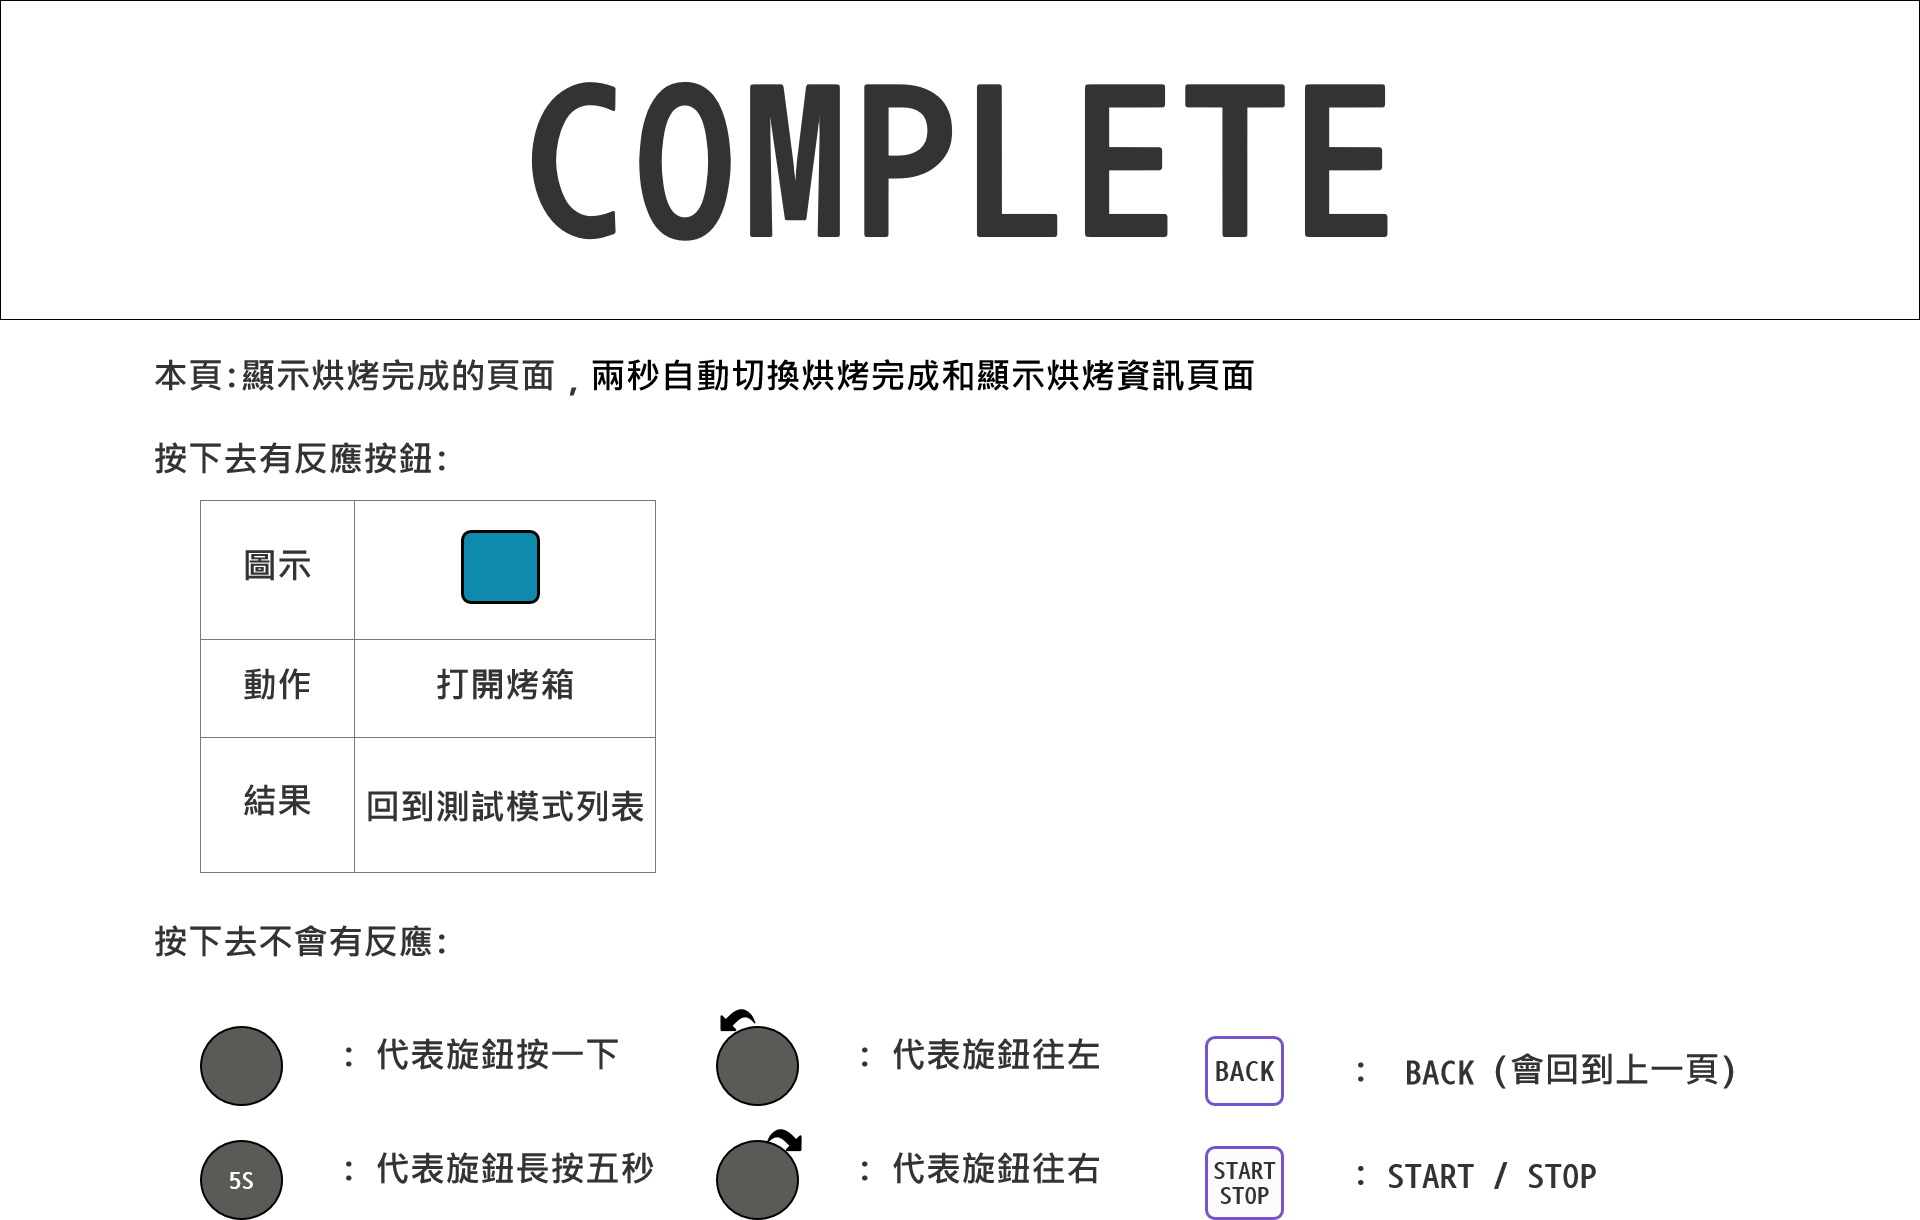 COMPLETE
本頁:顯示烘烤完成的頁面，兩秒自動切換烘烤完成和顯示烘烤資訊頁面
按下去有反應按鈕:
圖示
動作 打開烤箱
結果 回到測試模式列表
按下去不會有反應:
: 代表旋鈕按一下 : 代表旋鈕往左 BACK : BACK (會回到上一頁)
5S : 代表旋鈕長按五秒 : 代表旋鈕往右 START
STOP : START / STOP